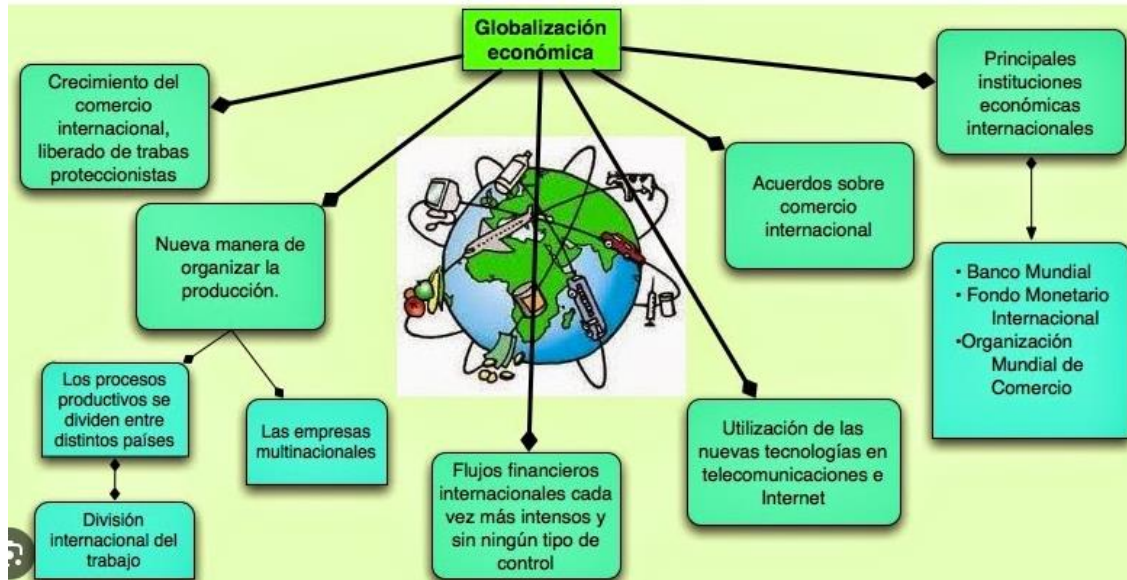 Globalización
económica
Crecimiento del
comercio
internacional,
liberado de trabas
proteccionistas
Nueva manera de
organizar la
producción.
Los procesos
productivos se
dividen entre
distintos países
División
internacional del
trabajo
Las empresas
multinacionales
Flujos financieros
internacionales cada
vez más intensos y
sin ningún tipo de
control
Utilización de las
nuevas tecnologías en
telecomunicaciones e
Internet
Acuerdos sobre
comercio
internacional
Principales
instituciones
económicas
internacionales
• Banco Mundial
• Fondo Monetario
Internacional
•Organización
Mundial de
Comercio